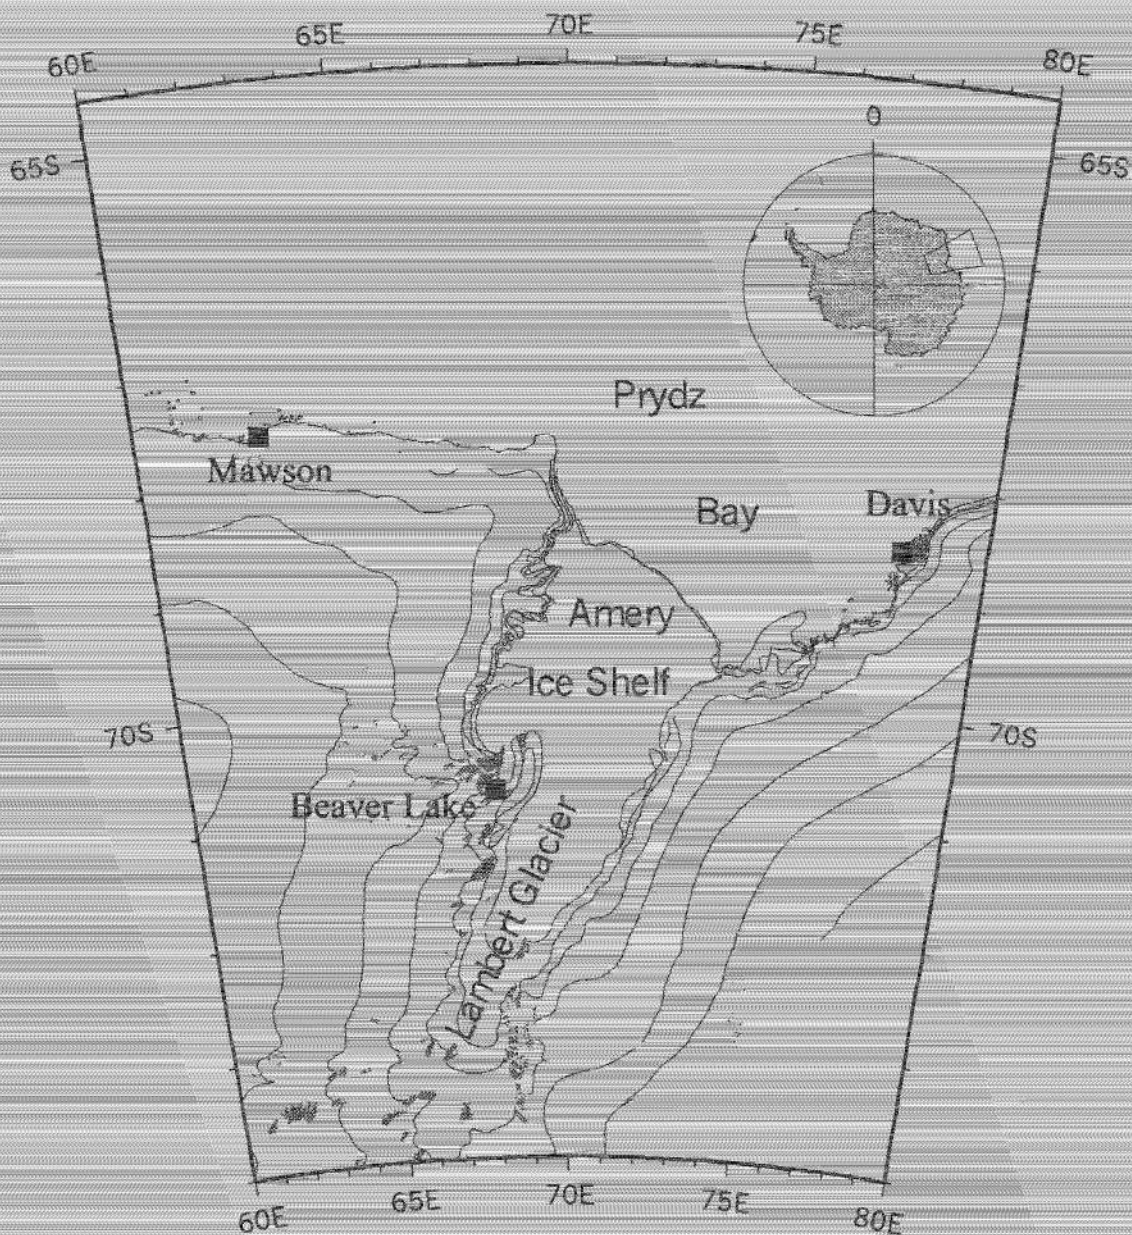 60E
65E
70E
75E
80E
0
65S
65S
Prydz
Mawson
Bay
Davis
Amery
Ice Shelf
70S
70S
Beaver Lake
Lambert Glacier
60E
65E
70E
75E
80E